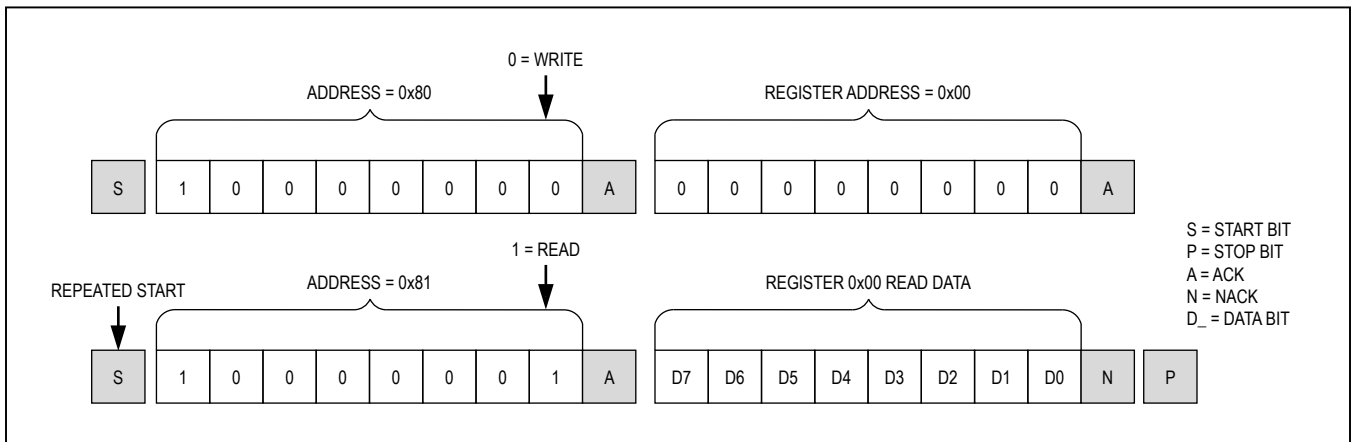 0 = WRITE
ADDRESS = 0x80 REGISTER ADDRESS = 0x00
S 1 0 0 0 0 0 0 0 A 0 0 0 0 0 0 0 0 A
S = START BIT
P = STOP BIT
A = ACK
N = NACK
D_ = DATA BIT
1 = READ
REPEATED START ADDRESS = 0x81 REGISTER 0x00 READ DATA
S 1 0 0 0 0 0 0 1 A D7 D6 D5 D4 D3 D2 D1 D0 N P